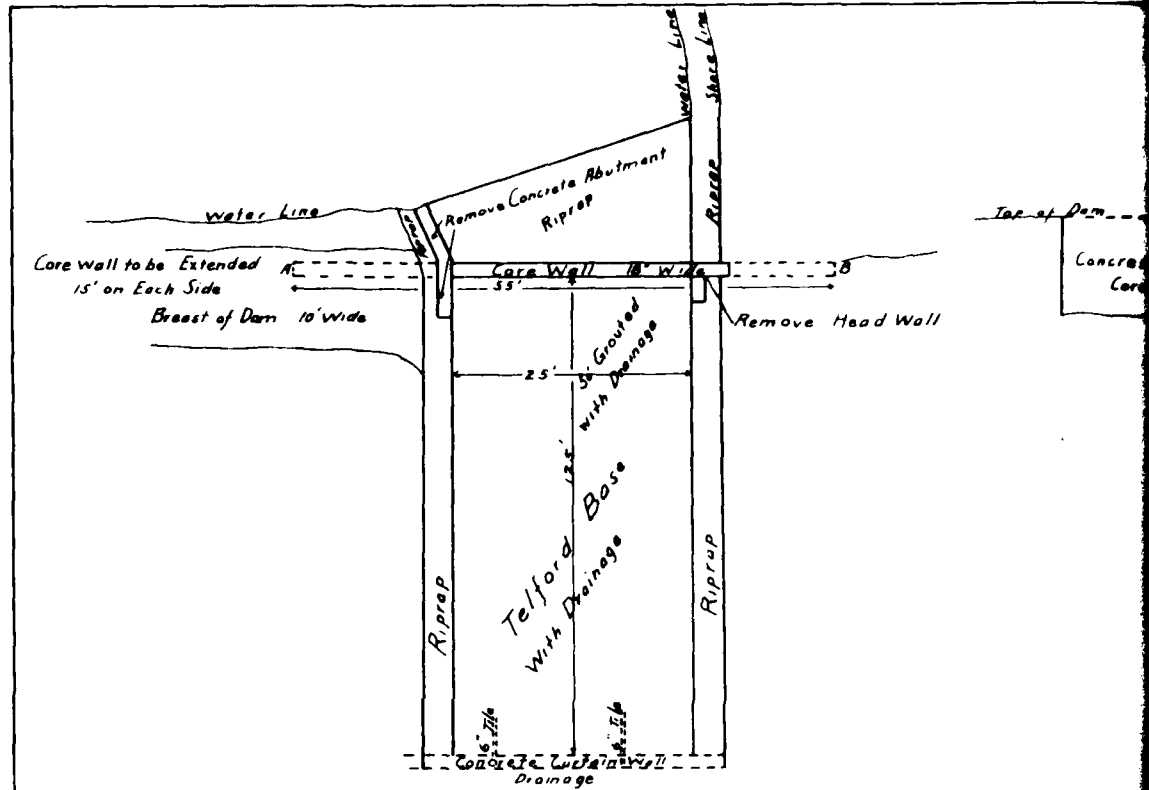 Water Line
Shore Line
Remove Concrete Abutment
Riprap
Riprap
Water Line
Riprap
Top of Dam
Core Wall to be Extended
15' on Each Side
A
Core Wall 18" Wide
B
55'
Concre
Core
Breast of Dam 10' Wide
Remove Head Wall
25'
50' Grouted
with Drainage
125'
Telford Base
With Drainage
Riprap
Riprap
6" Tile
6" Tile
Concrete Curtain Wall
Drainage